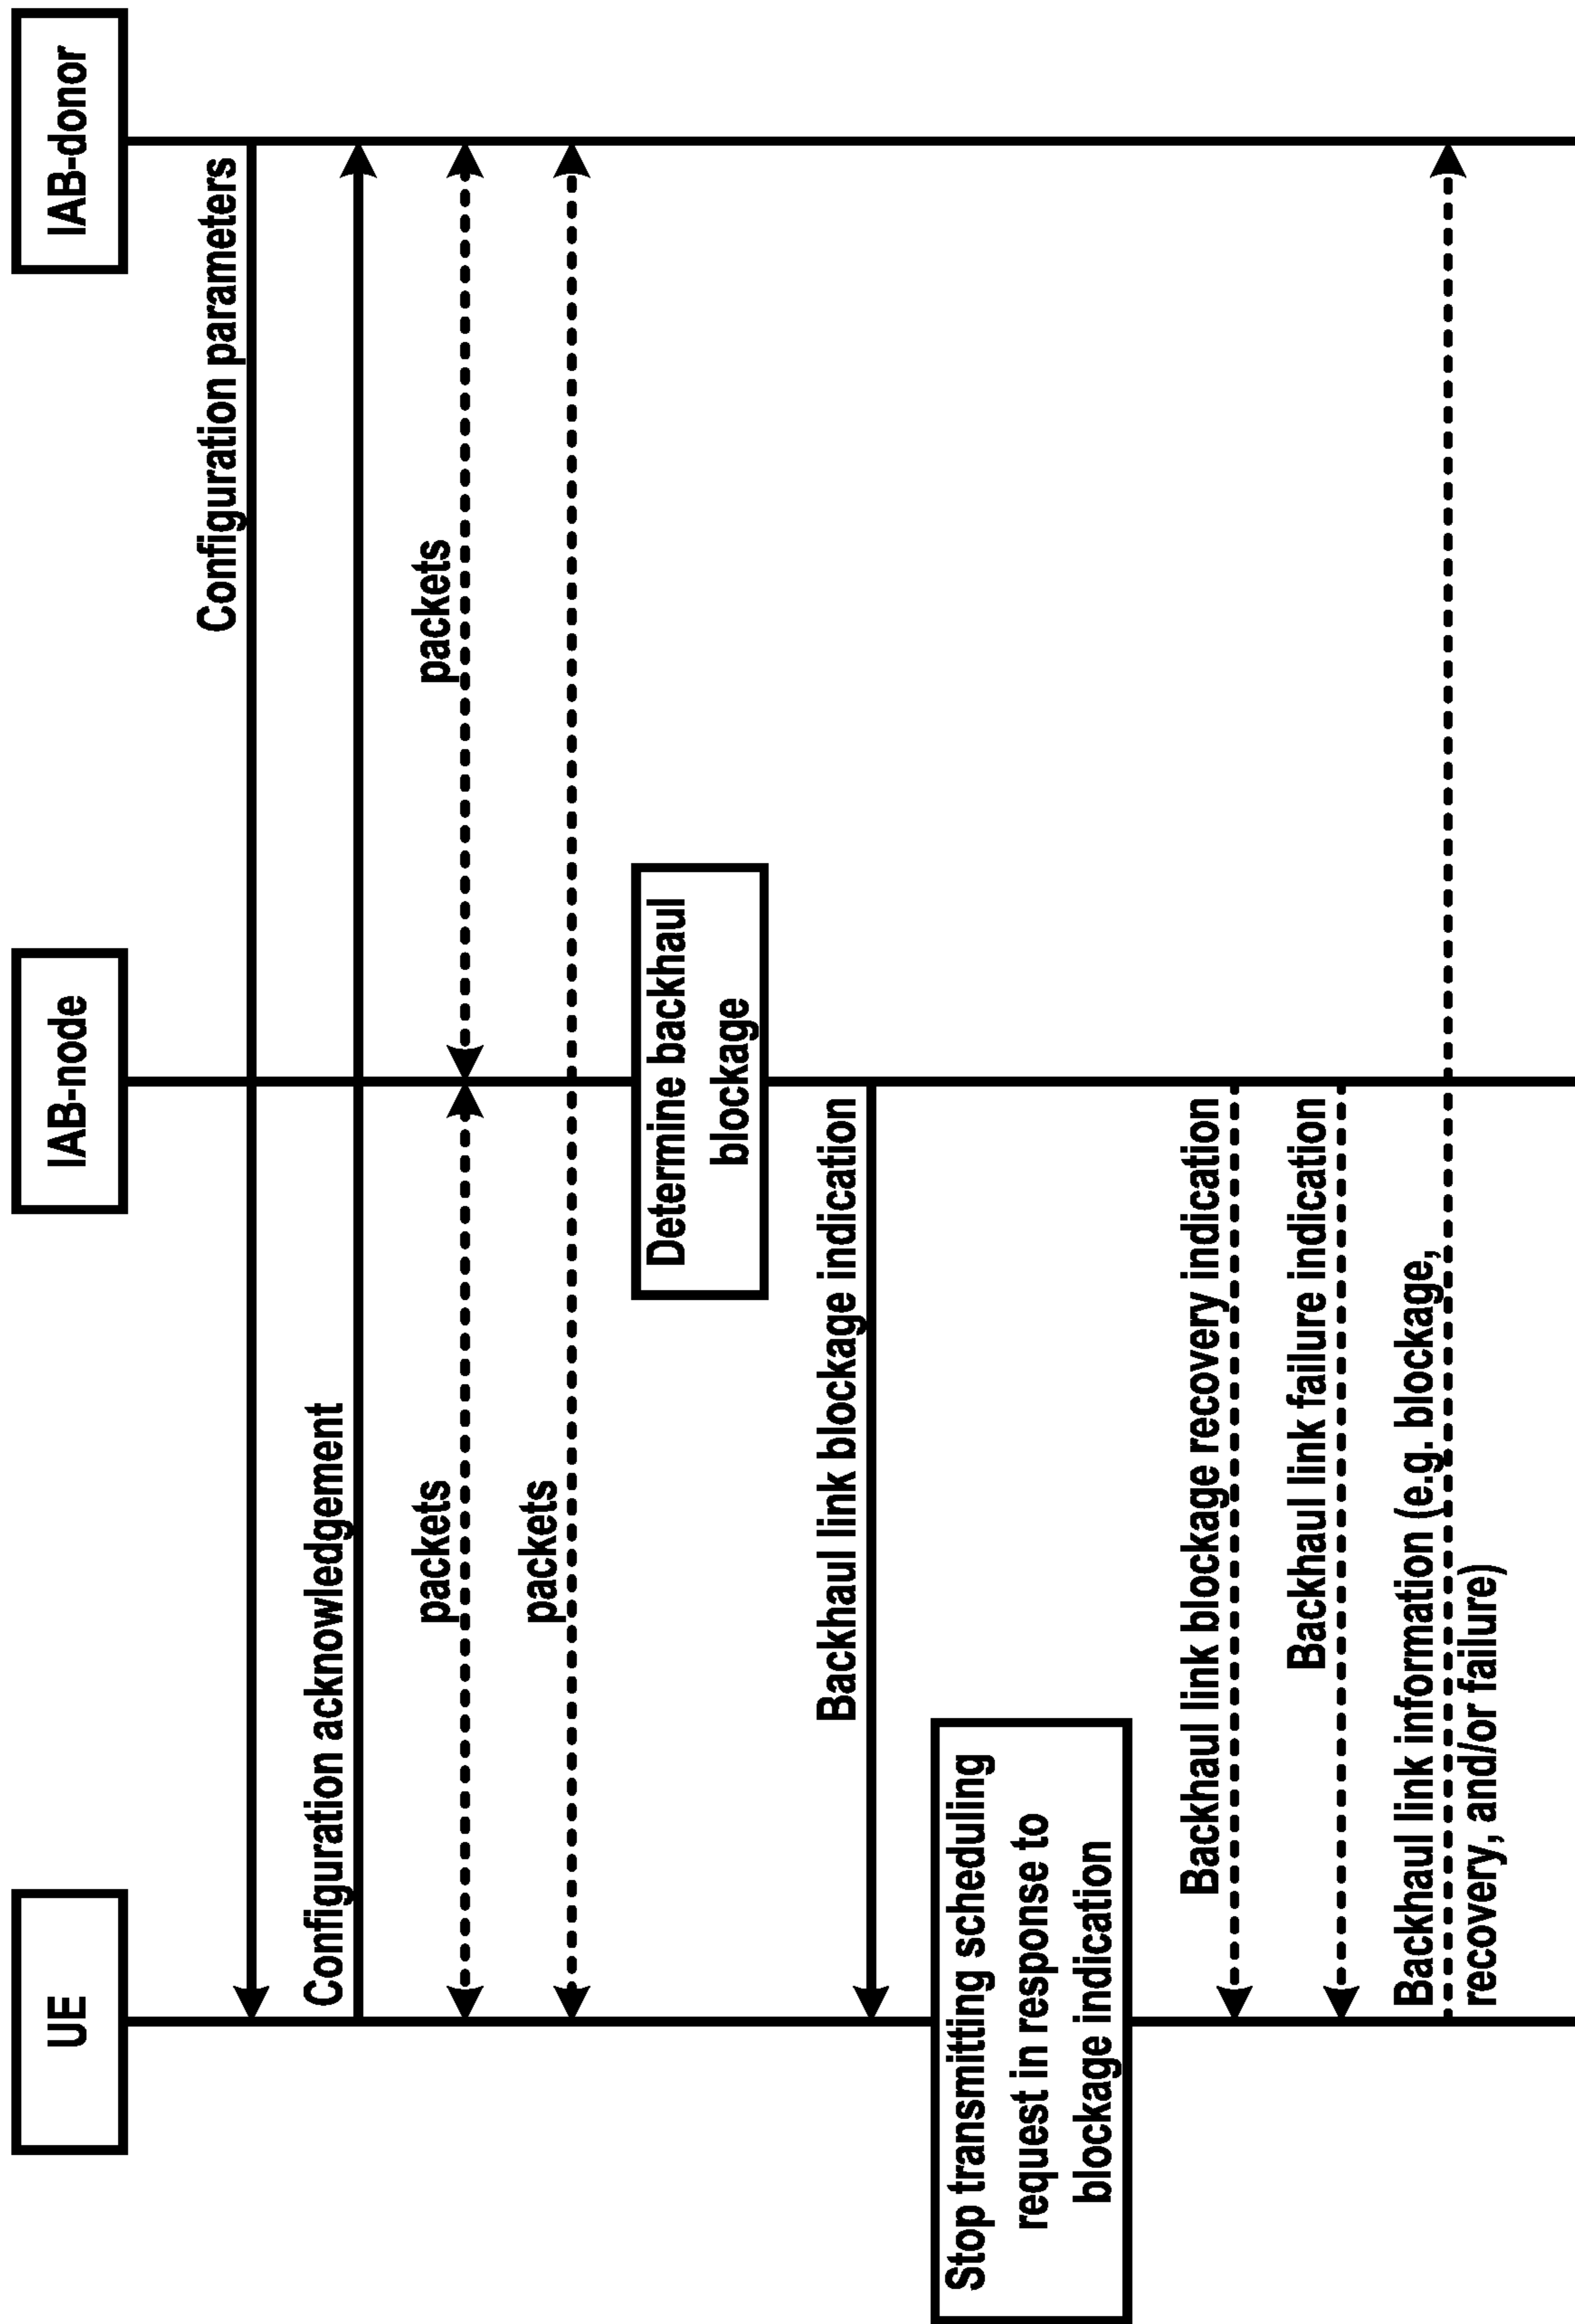 UE
IAB-node
IAB-donor
Configuration parameters
Configuration acknowledgement
packets
packets
packets
Determine backhaul
blockage
Backhaul link blockage indication
Stop transmitting scheduling
request in response to
blockage indication
Backhaul link blockage recovery indication
Backhaul link failure indication
Backhaul link information (e.g. blockage,
recovery, and/or failure)